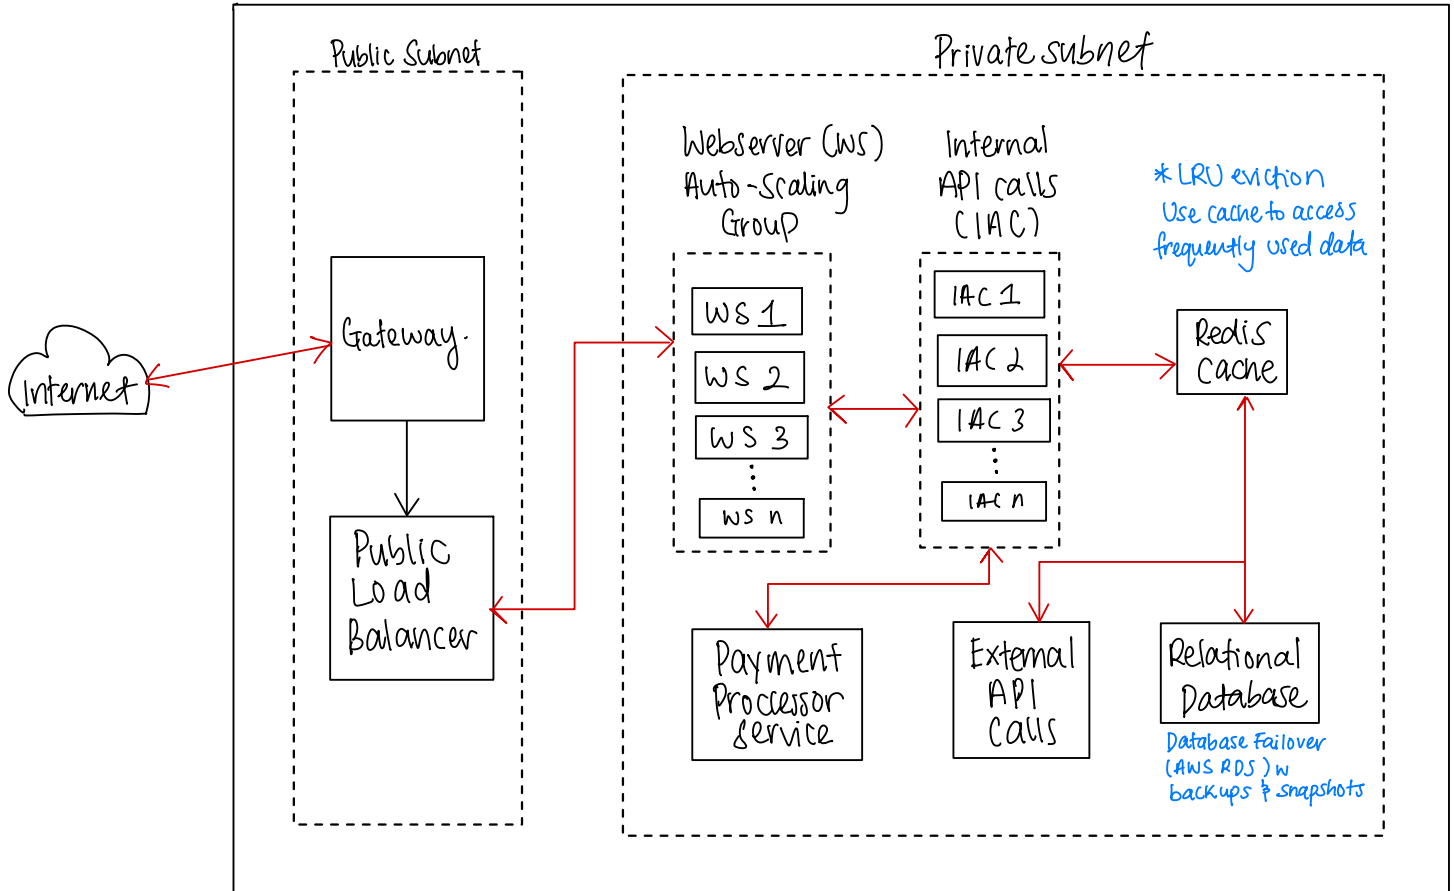 Public Subnet
Private subnet
Webserver (WS)
Auto-Scaling
Group
Internal
API calls
(IAC)
* LRU eviction
Use cache to access
frequently used data
Internet
Gateway.
Public
Load
Balancer
WS 1
WS 2
WS 3
WS n
IAC 1
IAC 2
IAC 3
IAC n
Redis
Cache
Payment
Proccessor
Service
External
API
Calls
Relational
Database
Database Failover
(AWS RDS) w
backups & snapshots